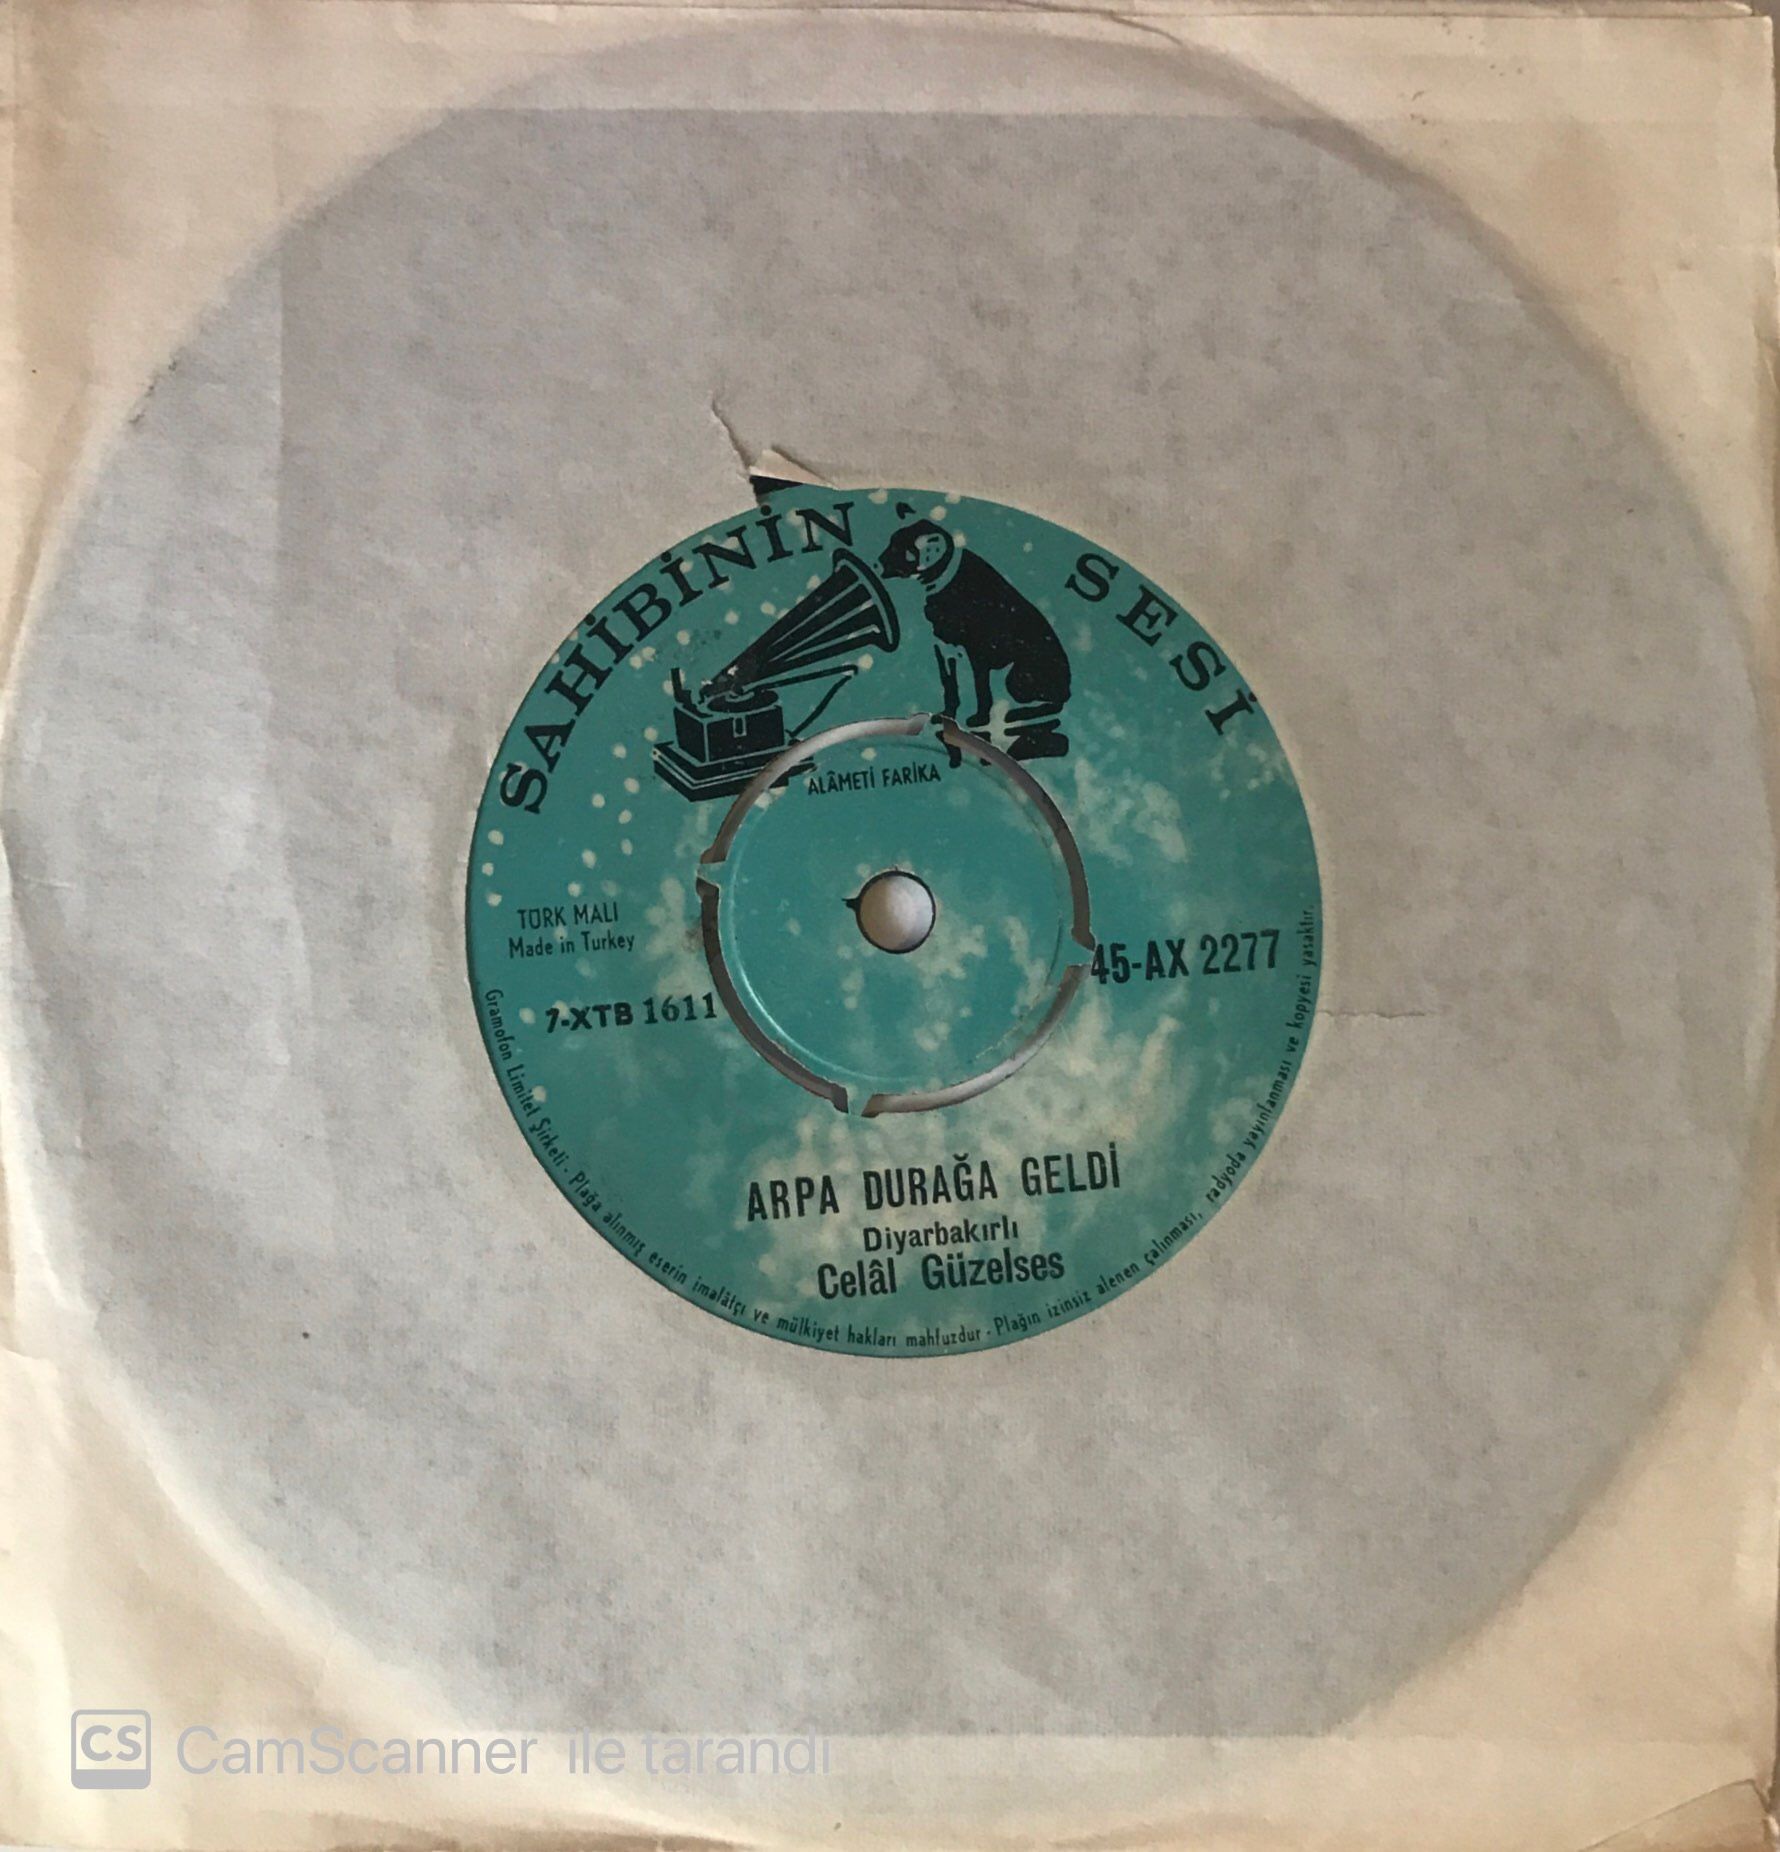 SAHİBİNİN SESİ
ALÂMETİ FARİKA
TÜRK MALI
Made in Turkey
7-XTB 1611
45-AX 2277
ARPA DURAĞA GELDİ
Diyarbakırlı
Celâl Güzelses
Gramofon Limitet Şirketi - Plağa alınmış eserin imalâtçı ve mülkiyet hakları mahfuzdur - Plağın izinsiz alenen çalınması, radyoda yayınlanması ve kopyesi yasaktır.
CS CamScanner ile tarandı